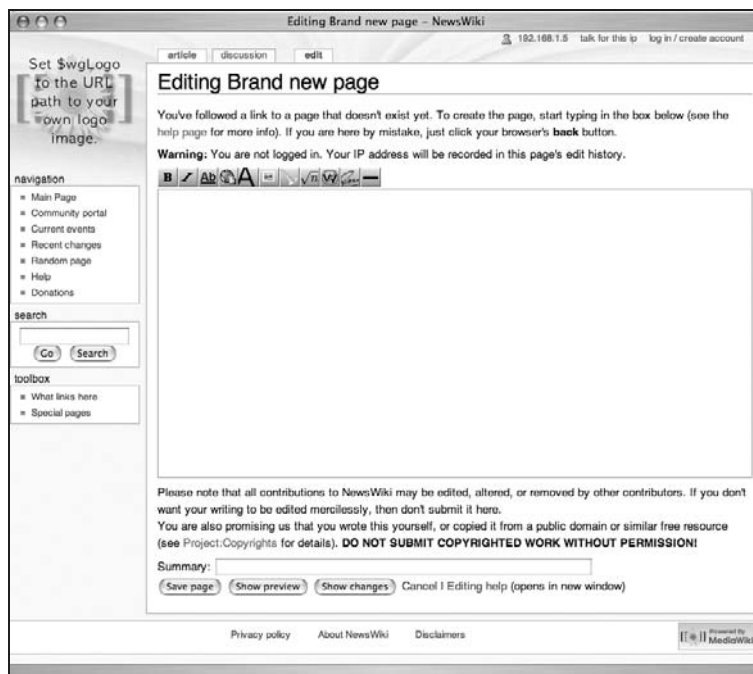 Editing Brand new page – NewsWiki
192.168.1.5 talk for this ip log in / create account
Set $wgLogo
to the URL
path to your
own logo
image.
article discussion edit
Editing Brand new page
You've followed a link to a page that doesn't exist yet. To create the page, start typing in the box below (see the
help page for more info). If you are here by mistake, just click your browser's back button.
Warning: You are not logged in. Your IP address will be recorded in this page's edit history.
B I Ab A √n
navigation
Main Page
Community portal
Current events
Recent changes
Random page
Help
Donations
search
Go Search
toolbox
What links here
Special pages
Please note that all contributions to NewsWiki may be edited, altered, or removed by other contributors. If you don't
want your writing to be edited mercilessly, then don't submit it here.
You are also promising us that you wrote this yourself, or copied it from a public domain or similar free resource
(see Project:Copyrights for details). DO NOT SUBMIT COPYRIGHTED WORK WITHOUT PERMISSION!
Summary:
Save page Show preview Show changes Cancel | Editing help (opens in new window)
Privacy policy About NewsWiki Disclaimers
Powered By
MediaWiki